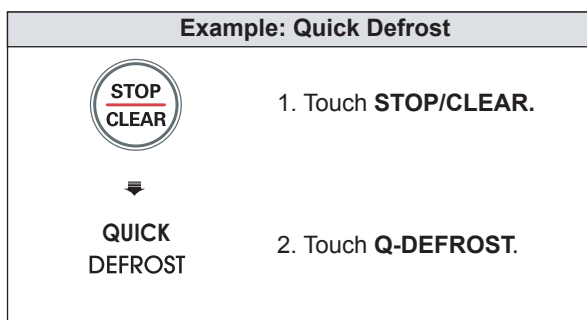 Example: Quick Defrost
STOP
CLEAR
1. Touch STOP/CLEAR.
QUICK
DEFROST
2. Touch Q-DEFROST.